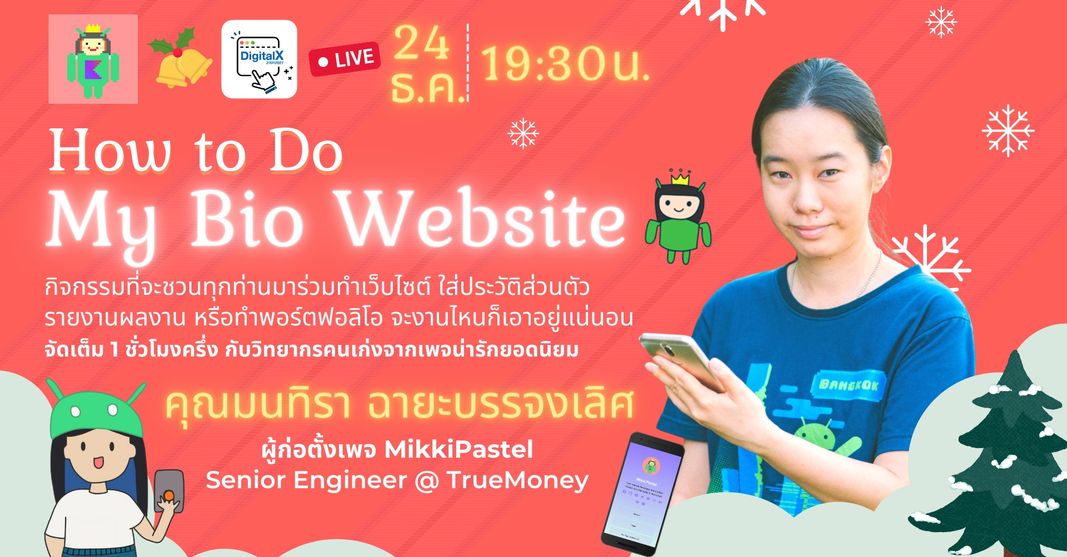 DigitalX
LIVE
24
ธ.ค.
19:30น.
How to Do
My Bio Website
กิจกรรมที่จะชวนทุกท่านมาร่วมทำเว็บไซต์ ใส่ประวัติส่วนตัว
รายงานผลงาน หรือทำพอร์ตฟอลิโอ จะงานไหนก็เอาอยู่แน่นอน
จัดเต็ม 1 ชั่วโมงครึ่ง กับวิทยากรคนเก่งจากเพจน่ารักยอดนิยม
คุณมนทิรา ฉายะบรรจงเลิศ
ผู้ก่อตั้งเพจ MikkiPastel
Senior Engineer @ TrueMoney
BANGKOK